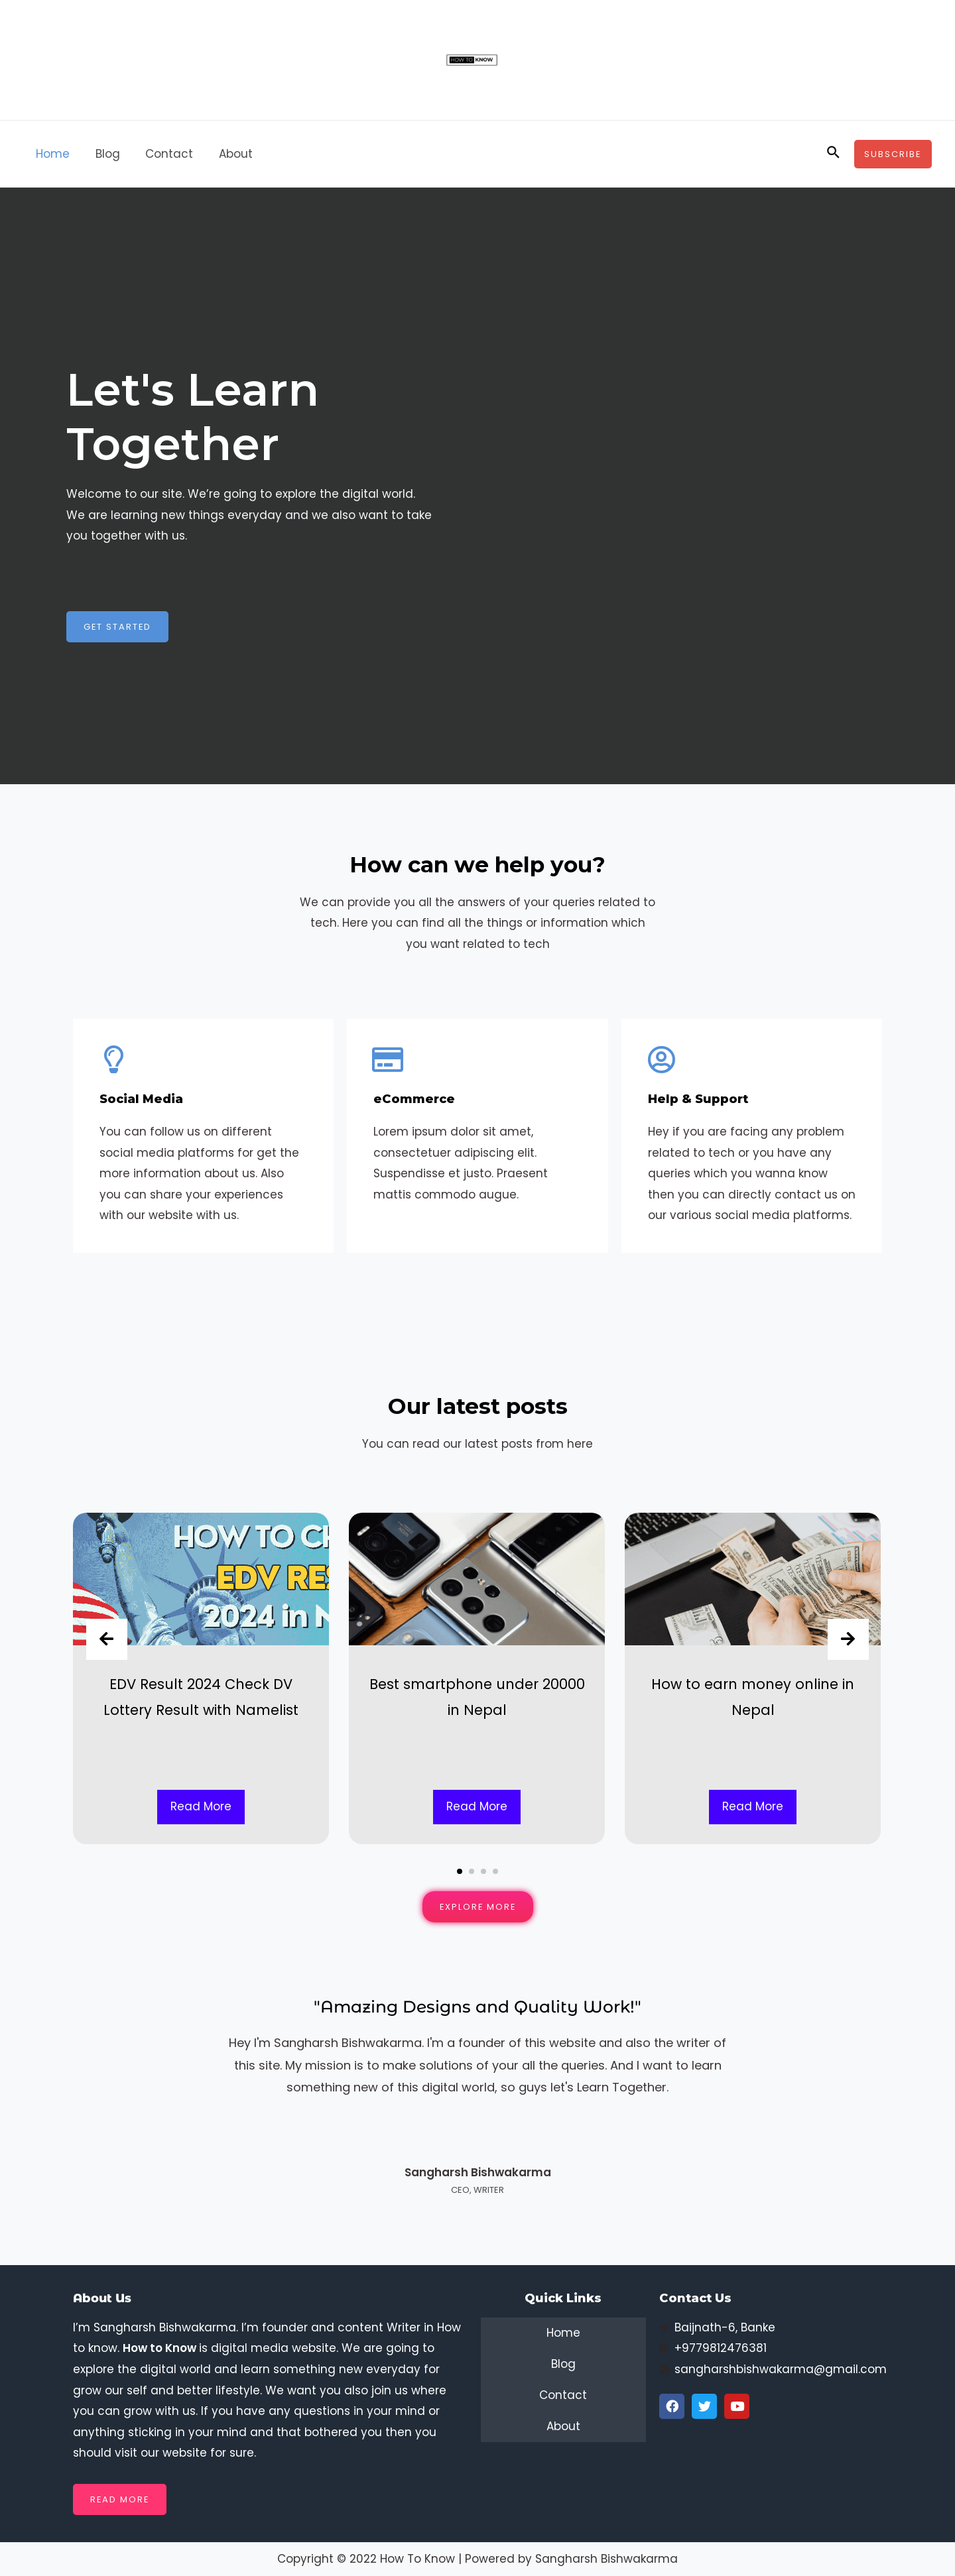 HOW TO KNOW
Home Blog Contact About
SUBSCRIBE
Let's Learn
Together
Welcome to our site. We’re going to explore the digital world.
We are learning new things everyday and we also want to take
you together with us.
GET STARTED
How can we help you?
We can provide you all the answers of your queries related to
tech. Here you can find all the things or information which
you want related to tech
Social Media
You can follow us on different
social media platforms for get the
more information about us. Also
you can share your experiences
with our website with us.
eCommerce
Lorem ipsum dolor sit amet,
consectetuer adipiscing elit.
Suspendisse et justo. Praesent
mattis commodo augue.
Help & Support
Hey if you are facing any problem
related to tech or you have any
queries which you wanna know
then you can directly contact us on
our various social media platforms.
Our latest posts
You can read our latest posts from here
HOW TO CH
EDV RES
2024 in N
EDV Result 2024 Check DV
Lottery Result with Namelist
Read More
Best smartphone under 20000
in Nepal
Read More
How to earn money online in
Nepal
Read More
EXPLORE MORE
"Amazing Designs and Quality Work!"
Hey I'm Sangharsh Bishwakarma. I'm a founder of this website and also the writer of
this site. My mission is to make solutions of your all the queries. And I want to learn
something new of this digital world, so guys let's Learn Together.
Sangharsh Bishwakarma
CEO, WRITER
About Us
I’m Sangharsh Bishwakarma. I’m founder and content Writer in How
to know. How to Know is digital media website. We are going to
explore the digital world and learn something new everyday for
grow our self and better lifestyle. We want you also join us where
you can grow with us. If you have any questions in your mind or
anything sticking in your mind and that bothered you then you
should visit our website for sure.
READ MORE
Quick Links
Home
Blog
Contact
About
Contact Us
Baijnath-6, Banke
+9779812476381
sangharshbishwakarma@gmail.com
Copyright © 2022 How To Know | Powered by Sangharsh Bishwakarma